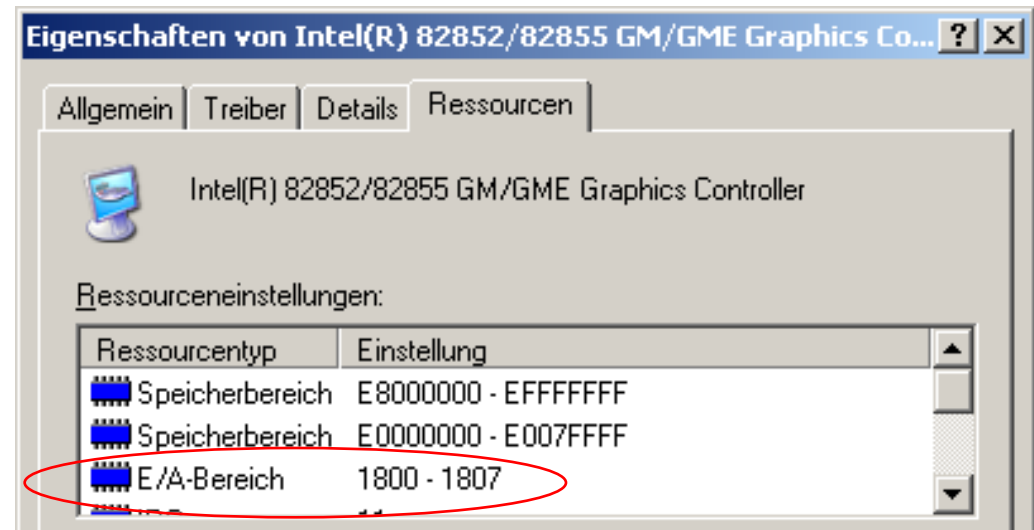 Eigenschaften von Intel(R) 82852/82855 GM/GME Graphics Co... ? X
Allgemein Treiber Details Ressourcen
Intel(R) 82852/82855 GM/GME Graphics Controller
Ressourceneinstellungen:
Ressourcentyp Einstellung
Speicherbereich E8000000 - EFFFFFFF
Speicherbereich E0000000 - E007FFFF
E/A-Bereich 1800 - 1807